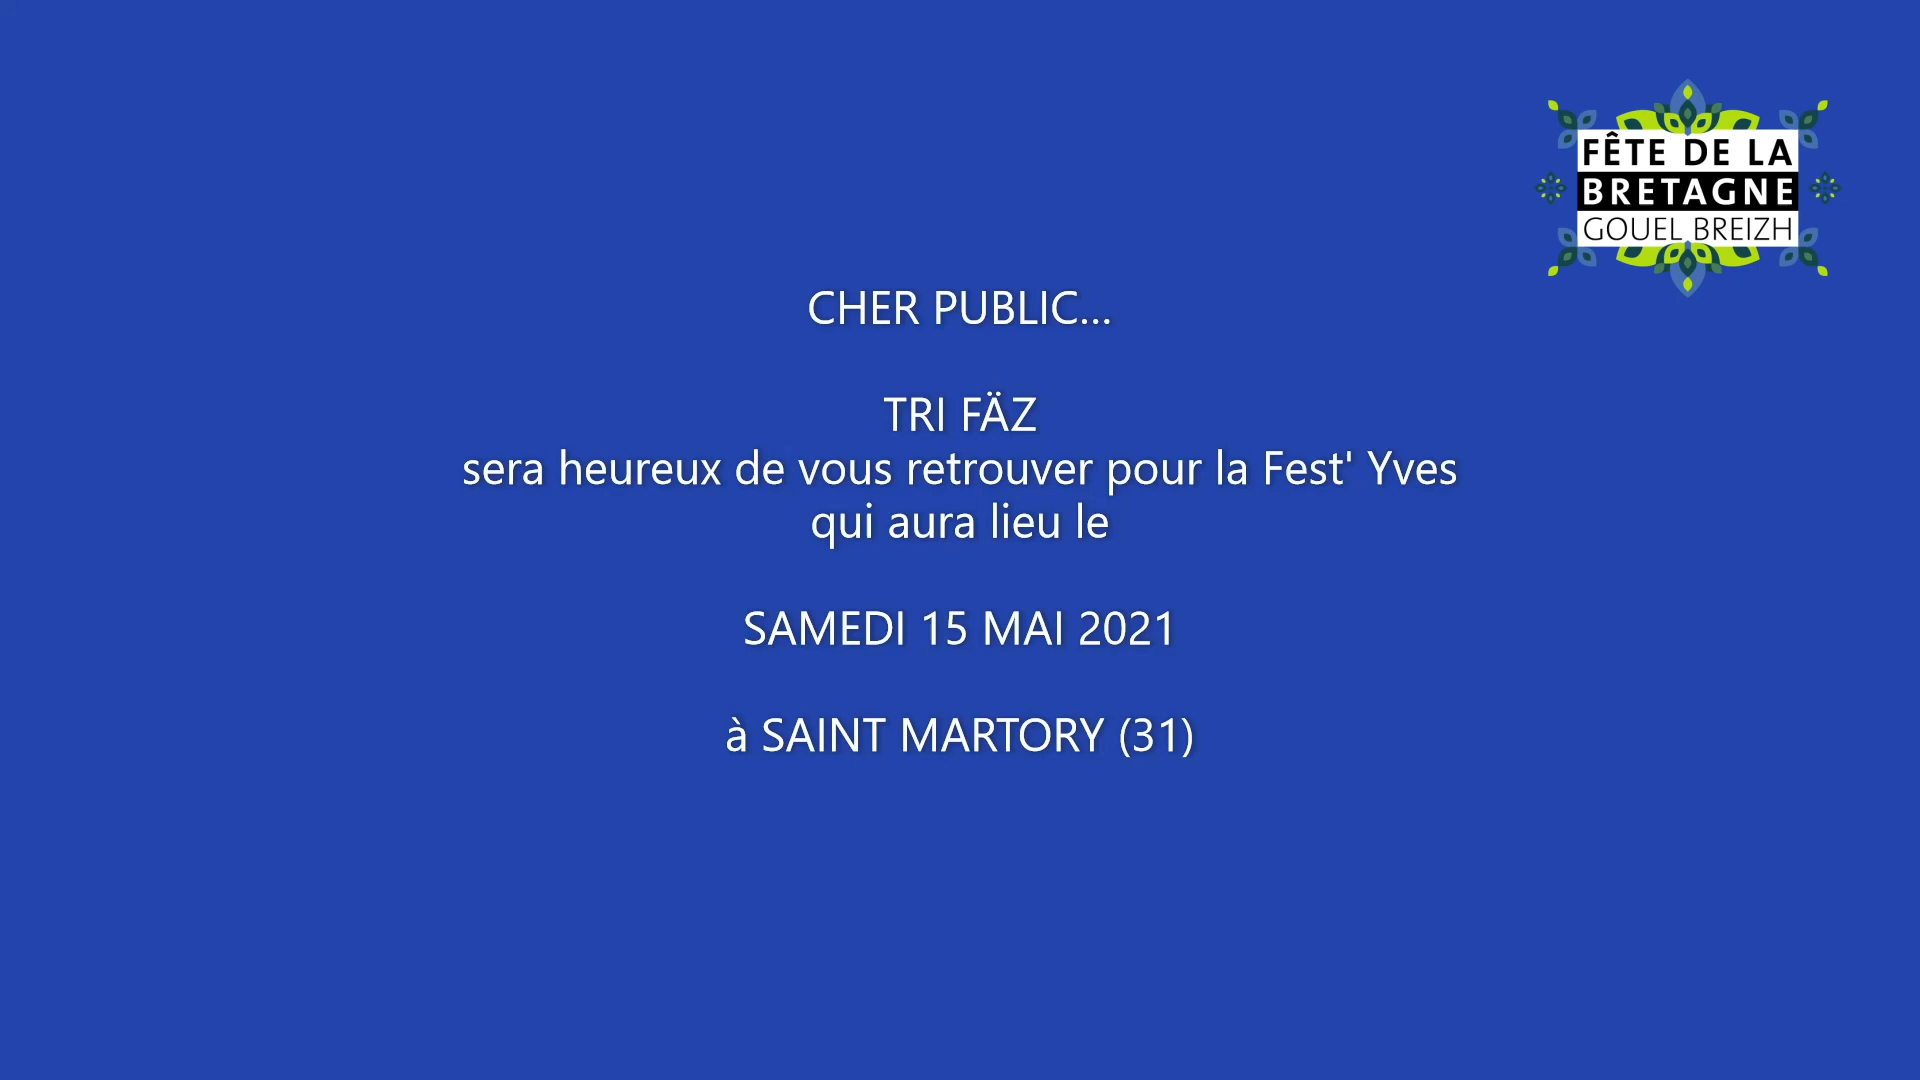 FÊTE DE LA
BRETAGNE
GOUEL BREIZH
CHER PUBLIC...
TRI FÄZ
sera heureux de vous retrouver pour la Fest' Yves
qui aura lieu le
SAMEDI 15 MAI 2021
à SAINT MARTORY (31)